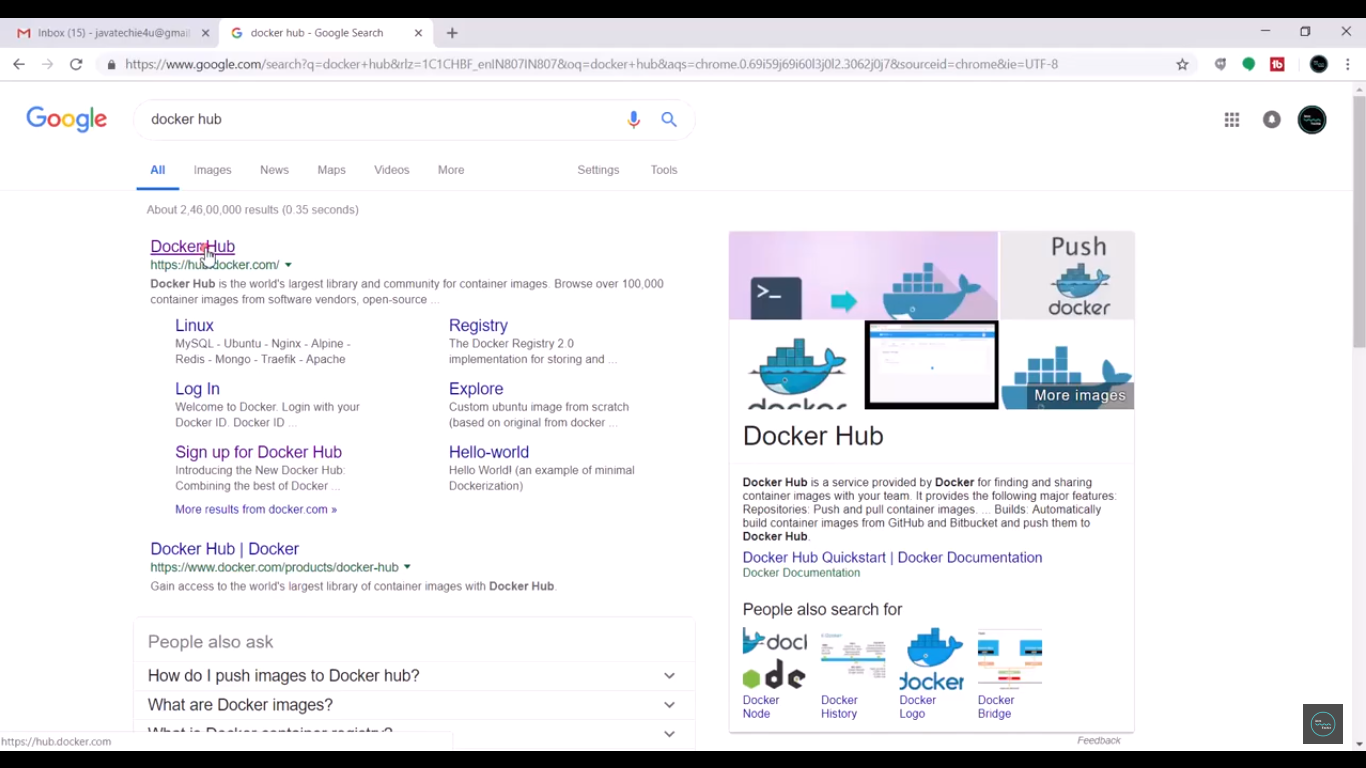 Inbox (15) - javatechie4u@gmai
docker hub - Google Search
https://www.google.com/search?q=docker+hub&rlz=1C1CHBF_enIN807IN807&oq=docker+hub&aqs=chrome.0.69i59j69i60l3j0l2.3062j0j7&sourceid=chrome&ie=UTF-8
Google
docker hub
All Images News Maps Videos More Settings Tools
About 2,46,00,000 results (0.35 seconds)
Docker Hub
https://hub.docker.com/
Docker Hub is the world's largest library and community for container images. Browse over 100,000
container images from software vendors, open-source ...
Linux
MySQL - Ubuntu - Nginx - Alpine -
Redis - Mongo - Traefik - Apache
Registry
The Docker Registry 2.0
implementation for storing and ...
Log In
Welcome to Docker. Login with your
Docker ID. Docker ID ...
Explore
Custom ubuntu image from scratch
(based on original from docker ...
Sign up for Docker Hub
Introducing the New Docker Hub:
Combining the best of Docker ...
Hello-world
Hello World! (an example of minimal
Dockerization)
More results from docker.com »
Docker Hub | Docker
https://www.docker.com/products/docker-hub
Gain access to the world's largest library of container images with Docker Hub.
People also ask
How do I push images to Docker hub?
What are Docker images?
What is Docker container registry?
https://hub.docker.com
Push
docker
docker
More images
Docker Hub
Docker Hub is a service provided by Docker for finding and sharing
container images with your team. It provides the following major features:
Repositories: Push and pull container images. ... Builds: Automatically
build container images from GitHub and Bitbucket and push them to
Docker Hub.
Docker Hub Quickstart | Docker Documentation
Docker Documentation
People also search for
docker
Docker
Node
Docker
History
Docker
Logo
Docker
Bridge
Feedback